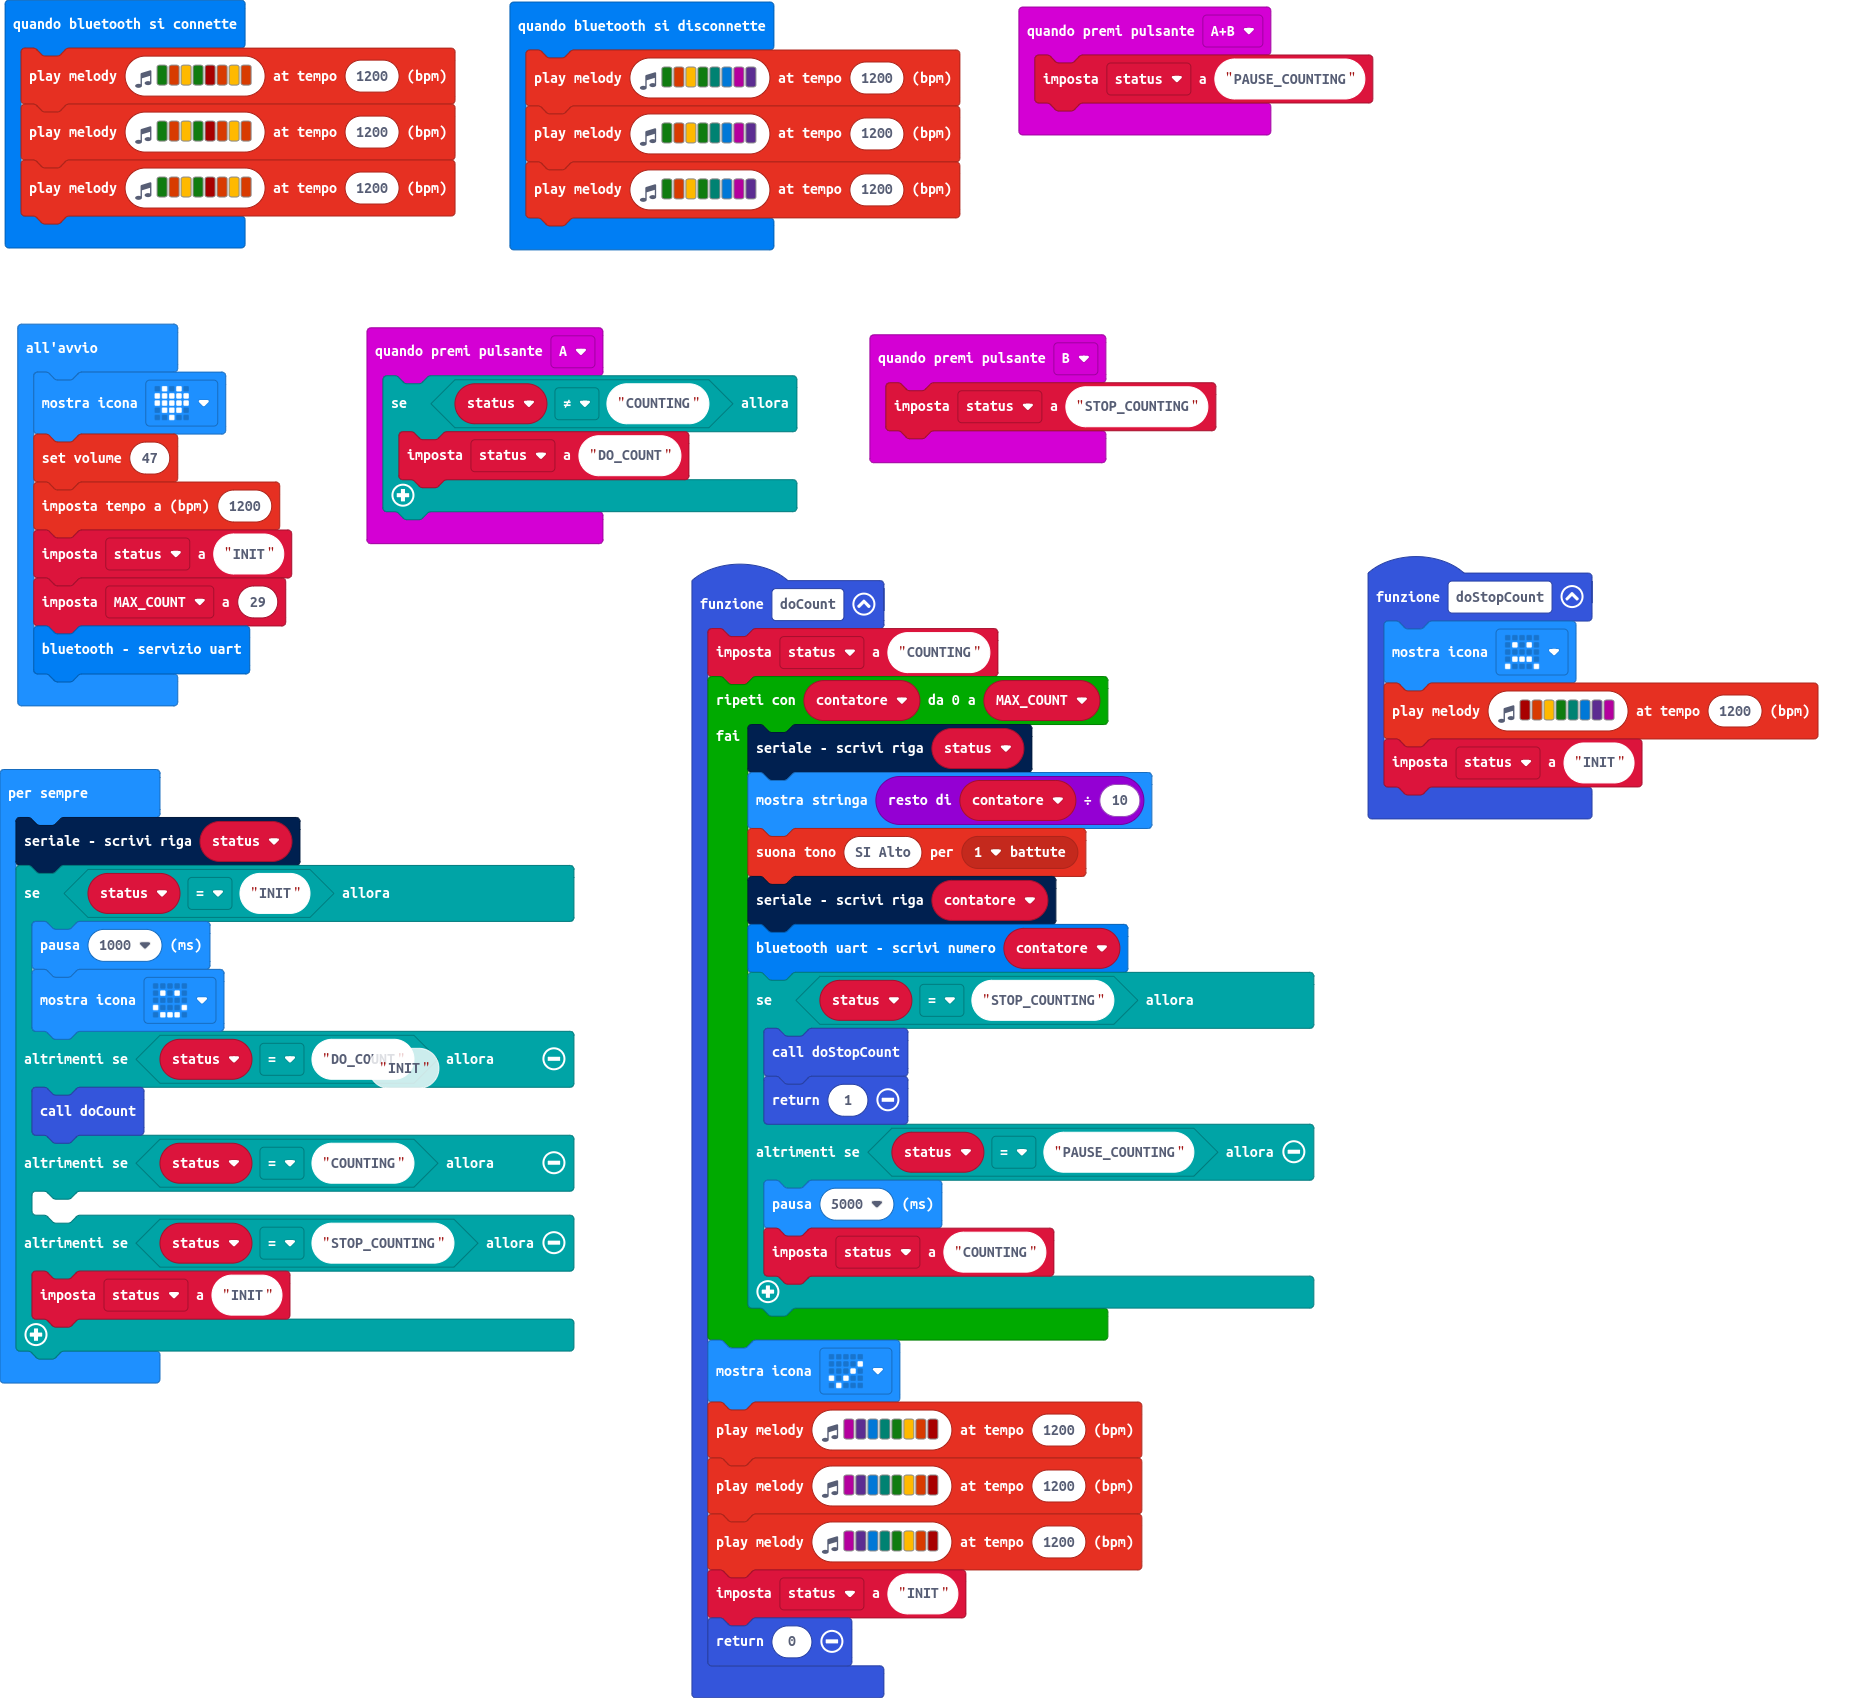 quando bluetooth si connette
play melody at tempo 1200 (bpm)
play melody at tempo 1200 (bpm)
play melody at tempo 1200 (bpm)
quando bluetooth si disconnette
play melody at tempo 1200 (bpm)
play melody at tempo 1200 (bpm)
play melody at tempo 1200 (bpm)
quando premi pulsante A+B
imposta status a "PAUSE_COUNTING"
all'avvio
mostra icona
set volume 47
imposta tempo a (bpm) 1200
imposta status a "INIT"
imposta MAX_COUNT a 29
bluetooth - servizio uart
quando premi pulsante A
se status ≠ "COUNTING" allora
imposta status a "DO_COUNT"
quando premi pulsante B
imposta status a "STOP_COUNTING"
per sempre
seriale - scrivi riga status
se status = "INIT" allora
pausa 1000 (ms)
mostra icona
altrimenti se status = "DO_COUNT" allora
"INIT"
call doCount
altrimenti se status = "COUNTING" allora
altrimenti se status = "STOP_COUNTING" allora
imposta status a "INIT"
funzione doCount
imposta status a "COUNTING"
ripeti con contatore da 0 a MAX_COUNT
fai
seriale - scrivi riga status
mostra stringa resto di contatore ÷ 10
suona tono SI Alto per 1 battute
seriale - scrivi riga contatore
bluetooth uart - scrivi numero contatore
se status = "STOP_COUNTING" allora
call doStopCount
return 1
altrimenti se status = "PAUSE_COUNTING" allora
pausa 5000 (ms)
imposta status a "COUNTING"
mostra icona
play melody at tempo 1200 (bpm)
play melody at tempo 1200 (bpm)
play melody at tempo 1200 (bpm)
imposta status a "INIT"
return 0
funzione doStopCount
mostra icona
play melody at tempo 1200 (bpm)
imposta status a "INIT"